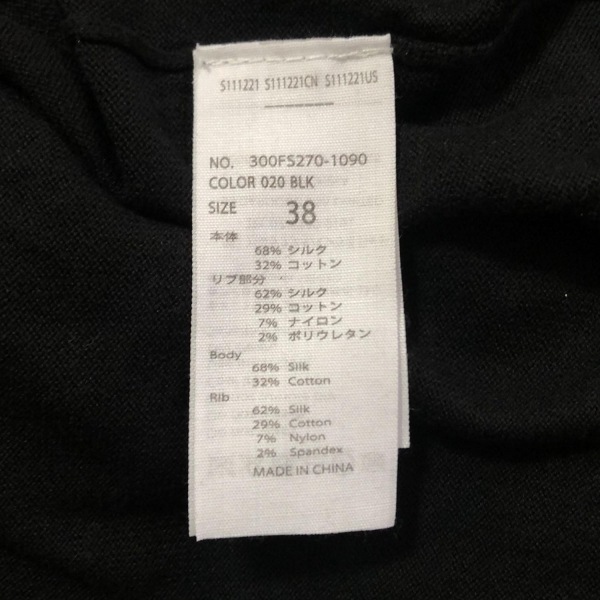 S111221 S111221CN S111221US
NO. 300FS270-1090
COLOR 020 BLK
SIZE 38
本体
68% シルク
32% コットン
リブ部分
62% シルク
29% コットン
7% ナイロン
2% ポリウレタン
Body
68% Silk
32% Cotton
Rib
62% Silk
29% Cotton
7% Nylon
2% Spandex
MADE IN CHINA